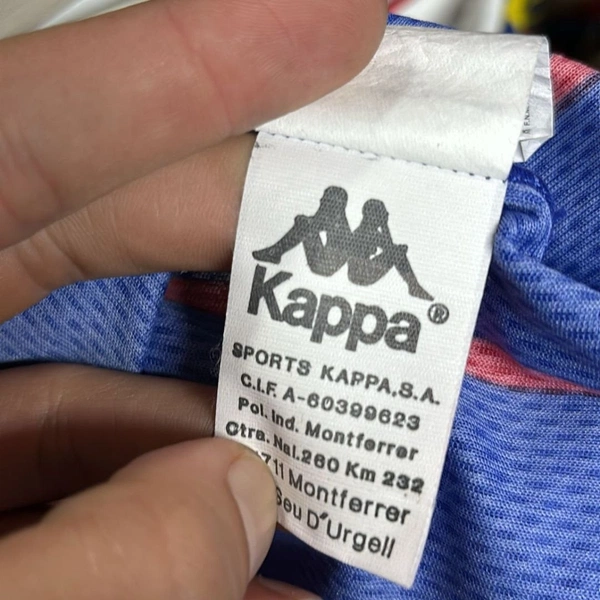 Kappa®
SPORTS KAPPA,S.A.
C.I.F. A-60399623
Pol. Ind. Montferrer
Ctra. Nal.260 Km 232
Montferrer
Seu D'Urgell